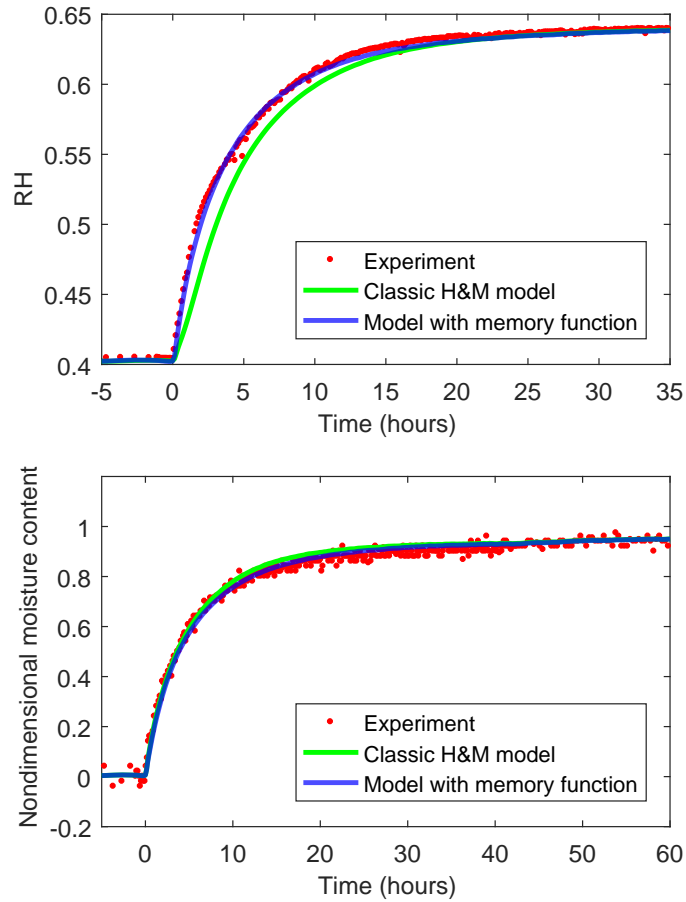 0.65
0.6
0.55
0.5
0.45
0.4
RH
-5 0 5 10 15 20 25 30 35
Time (hours)
Experiment
Classic H&M model
Model with memory function
1
0.8
0.6
0.4
0.2
0
-0.2
Nondimensional moisture content
0 10 20 30 40 50 60
Time (hours)
Experiment
Classic H&M model
Model with memory function